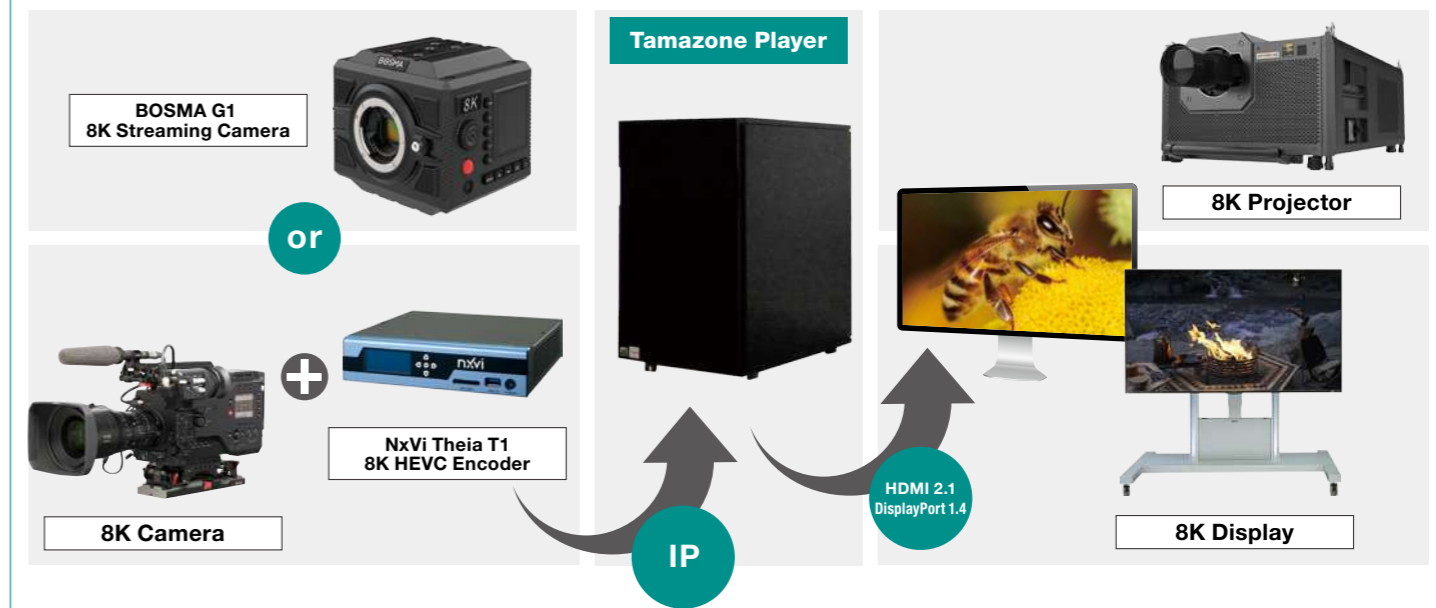 BOSMA G1
8K Streaming Camera
BOSMA
8K
or
8K Camera
nxvi
NxVi Theia T1
8K HEVC Encoder
IP
Tamazone Player
HDMI 2.1
DisplayPort 1.4
8K Projector
8K Display